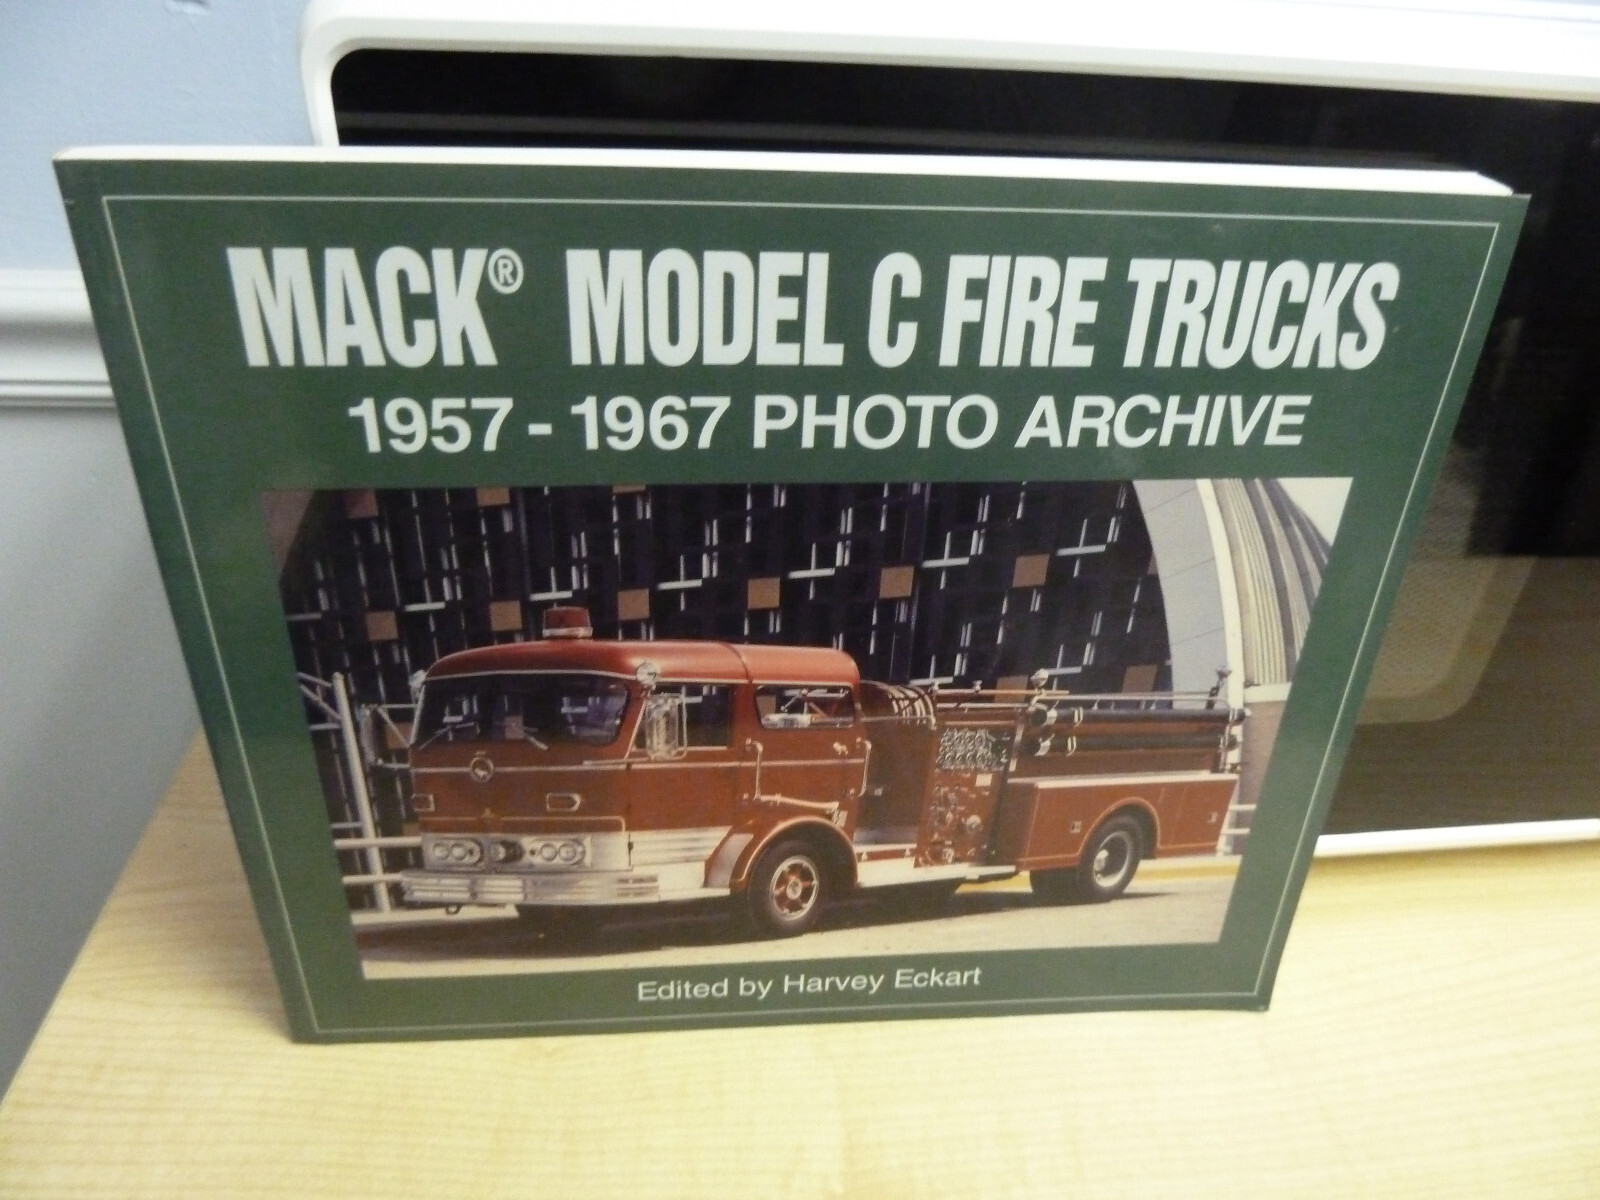 MACK® MODEL C FIRE TRUCKS
1957 - 1967 PHOTO ARCHIVE
Edited by Harvey Eckart